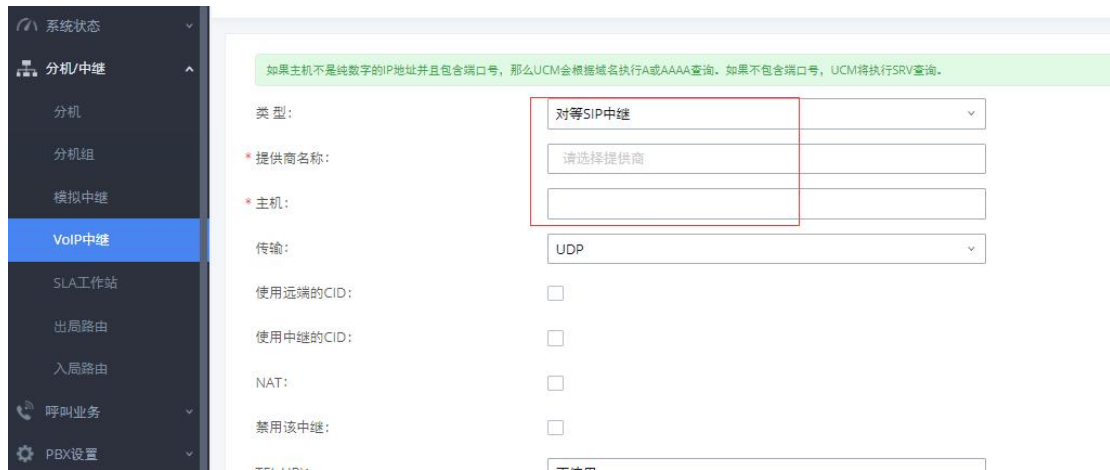 系统状态
分机/中继
分机
分机组
模拟中继
VoIP中继
SLA工作站
出局路由
入局路由
呼叫业务
PBX设置
如果主机不是纯数字的IP地址并且包含端口号，那么UCM会根据域名执行A或AAAA查询。如果不包含端口号，UCM将执行SRV查询。
类 型： 对等SIP中继
* 提供商名称： 请选择提供商
* 主机：
传输： UDP
使用远端的CID：
使用中继的CID：
NAT：
禁用该中继：